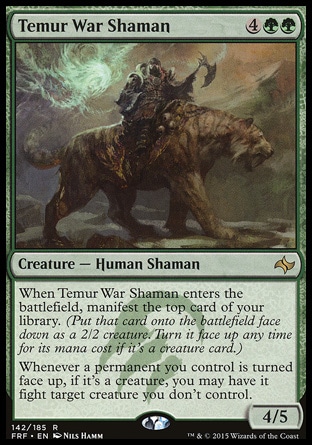 Temur War Shaman 4
Creature — Human Shaman
When Temur War Shaman enters the
battlefield, manifest the top card of your
library. (Put that card onto the battlefield face
down as a 2/2 creature. Turn it face up any time
for its mana cost if it's a creature card.)
Whenever a permanent you control is turned
face up, if it's a creature, you may have it
fight target creature you don't control.
4/5
142/185 R
FRF • EN Nils Hamm ™ & © 2015 Wizards of the Coast